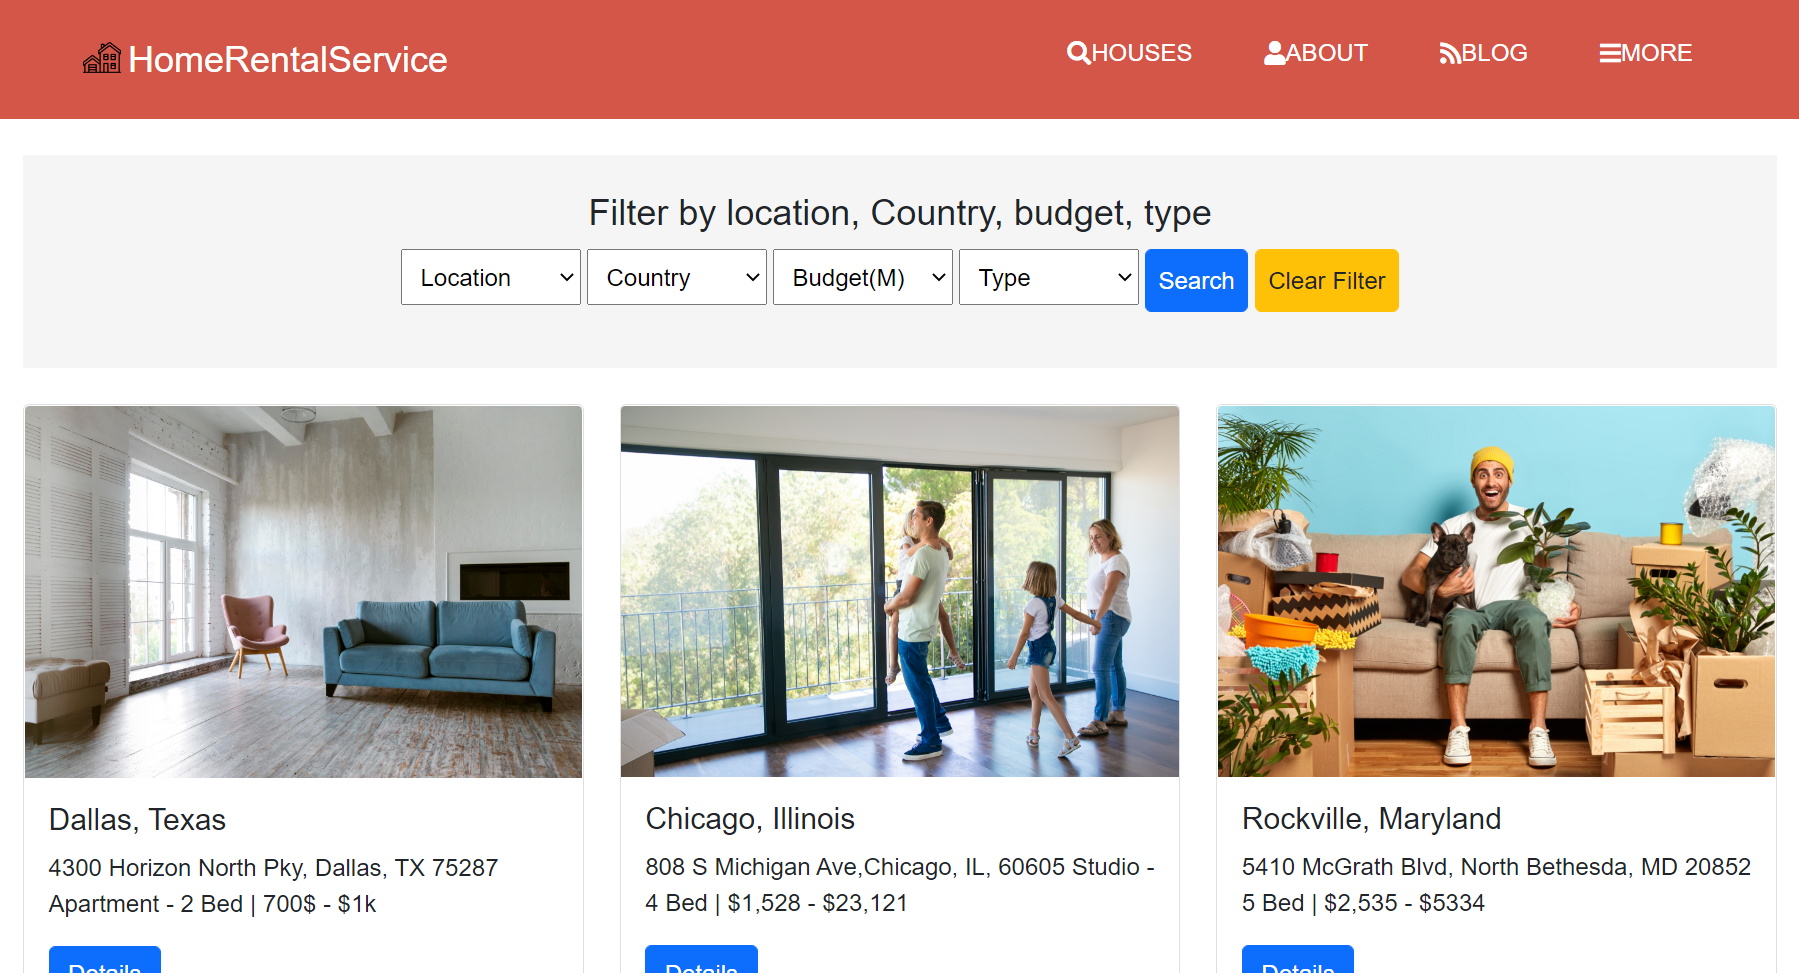 HomeRentalService
HOUSES
ABOUT
BLOG
MORE
Filter by location, Country, budget, type
Location
Country
Budget(M)
Type
Search
Clear Filter
Dallas, Texas
4300 Horizon North Pky, Dallas, TX 75287
Apartment - 2 Bed | 700$ - $1k
Details
Chicago, Illinois
808 S Michigan Ave,Chicago, IL, 60605 Studio -
4 Bed | $1,528 - $23,121
Details
Rockville, Maryland
5410 McGrath Blvd, North Bethesda, MD 20852
5 Bed | $2,535 - $5334
Details